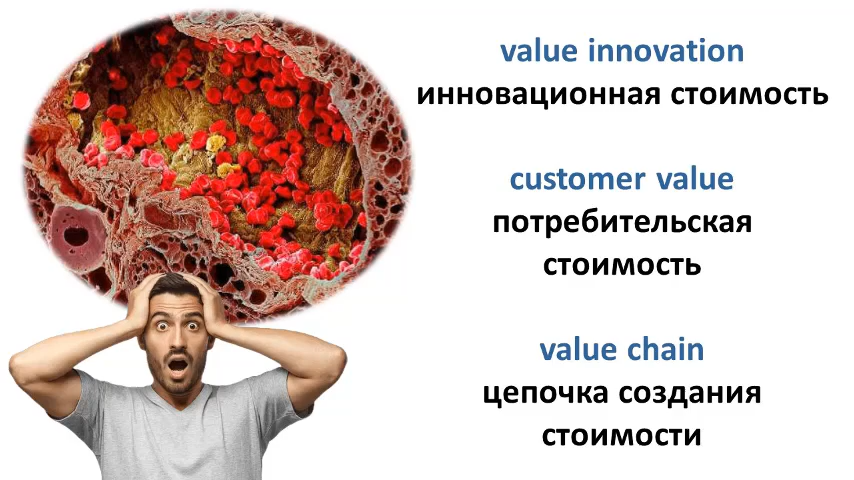 value innovation
инновационная стоимость
customer value
потребительская
стоимость
value chain
цепочка создания
стоимости